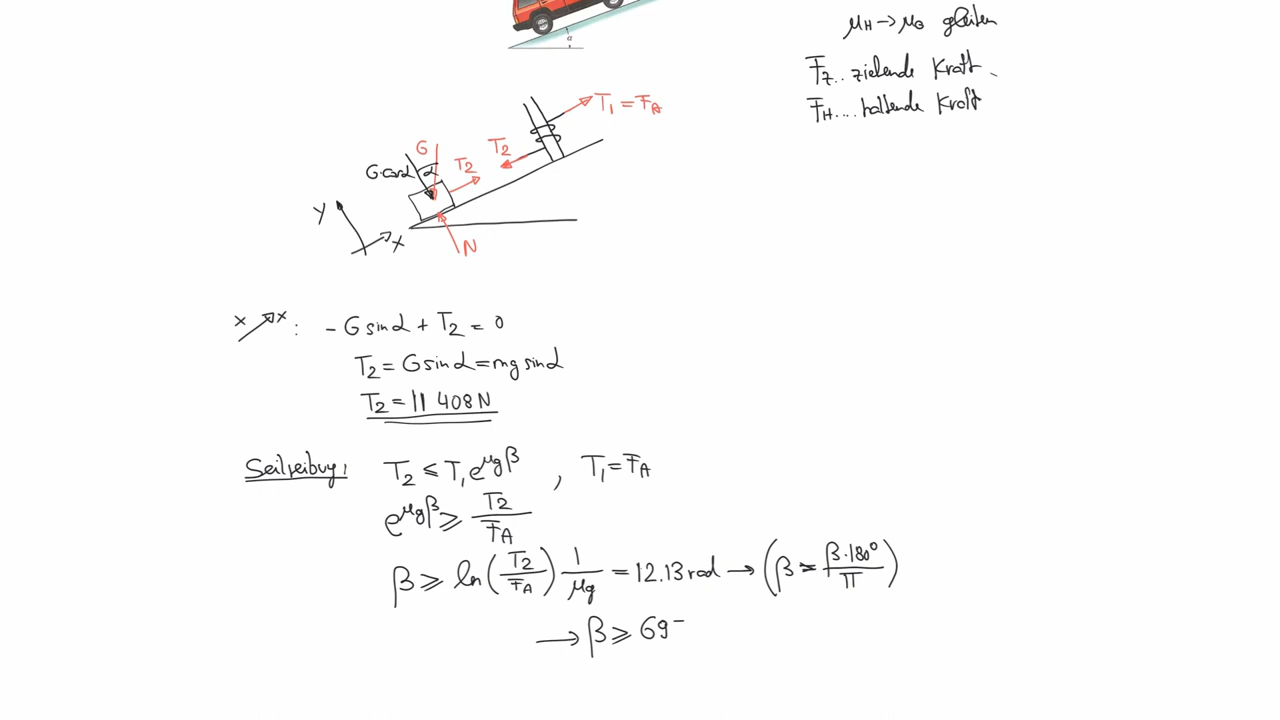 μH → μG gleiten
Fz.. ziehende Kraft
FH.... haltende Kraft
α
T1 = FA
G
T2
G·cosα
α
T2
Y
X
N
x ↗ x : - G sinα + T2 = 0
T2 = G sinα = mg sinα
T2 = 11 408 N
Seilreibug: T2 ≤ T1 e^μgβ , T1 = FA
e^μgβ ≥ T2/FA
β ≥ ln(T2/FA) 1/μg = 12.13 rad → (β = β·180°/π)
→ β ≥ 69